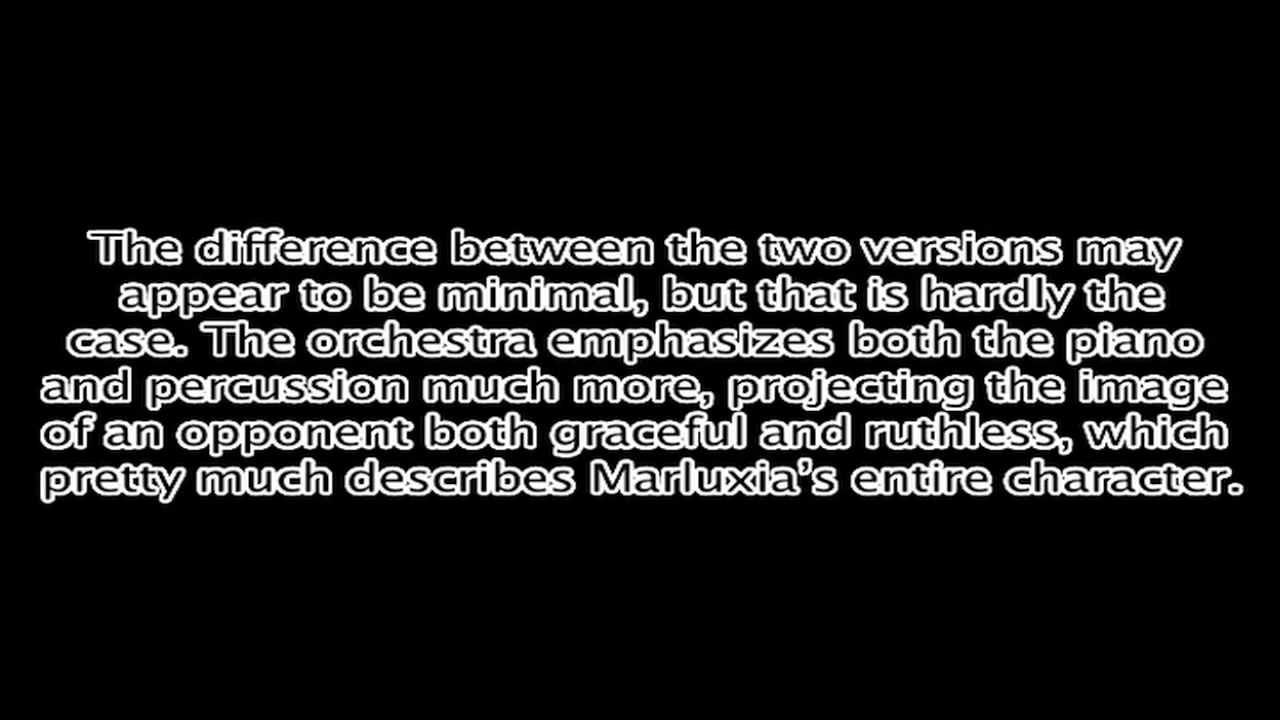 The difference between the two versions may
appear to be minimal, but that is hardly the
case. The orchestra emphasizes both the piano
and percussion much more, projecting the image
of an opponent both graceful and ruthless, which
pretty much describes Marluxia’s entire character.